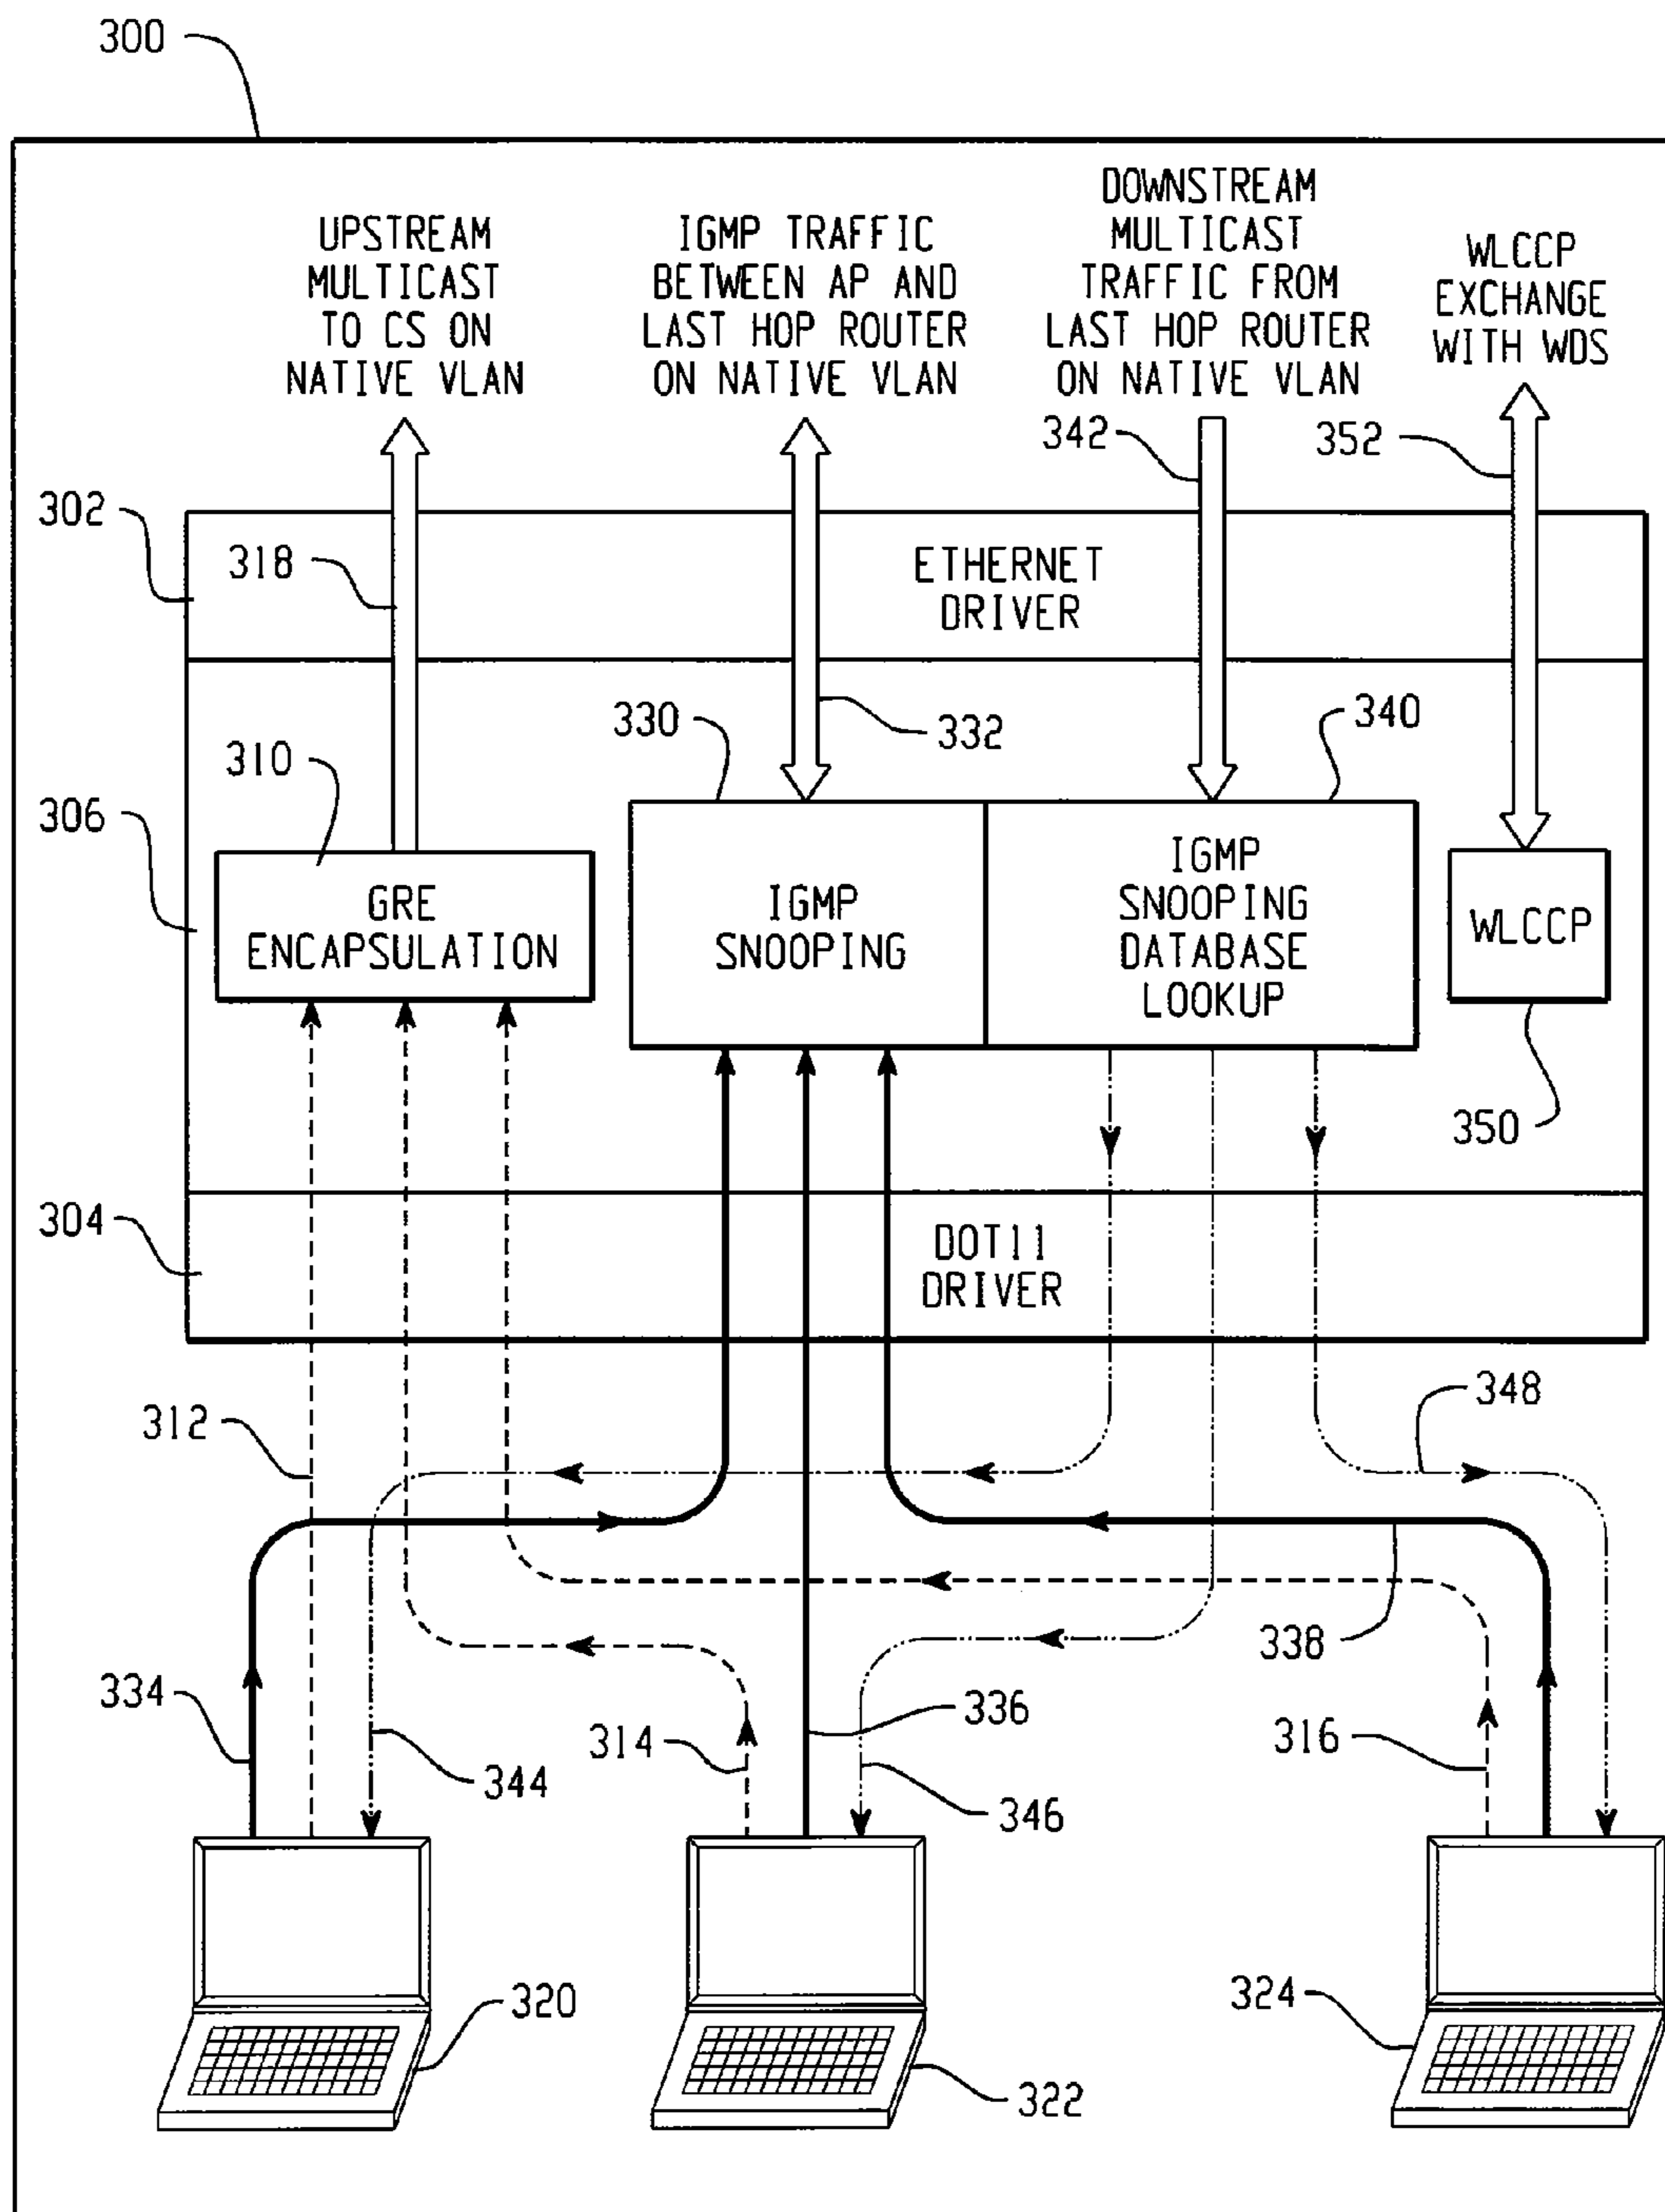 300
UPSTREAM
MULTICAST
TO CS ON
NATIVE VLAN
IGMP TRAFFIC
BETWEEN AP AND
LAST HOP ROUTER
ON NATIVE VLAN
DOWNSTREAM
MULTICAST
TRAFFIC FROM
LAST HOP ROUTER
ON NATIVE VLAN
WLCCP
EXCHANGE
WITH WDS
342
352
302
318
ETHERNET
DRIVER
330
332
340
310
306
GRE
ENCAPSULATION
IGMP
SNOOPING
IGMP
SNOOPING
DATABASE
LOOKUP
WLCCP
350
304
DOT11
DRIVER
312
348
338
334
344
314
336
346
316
320
322
324